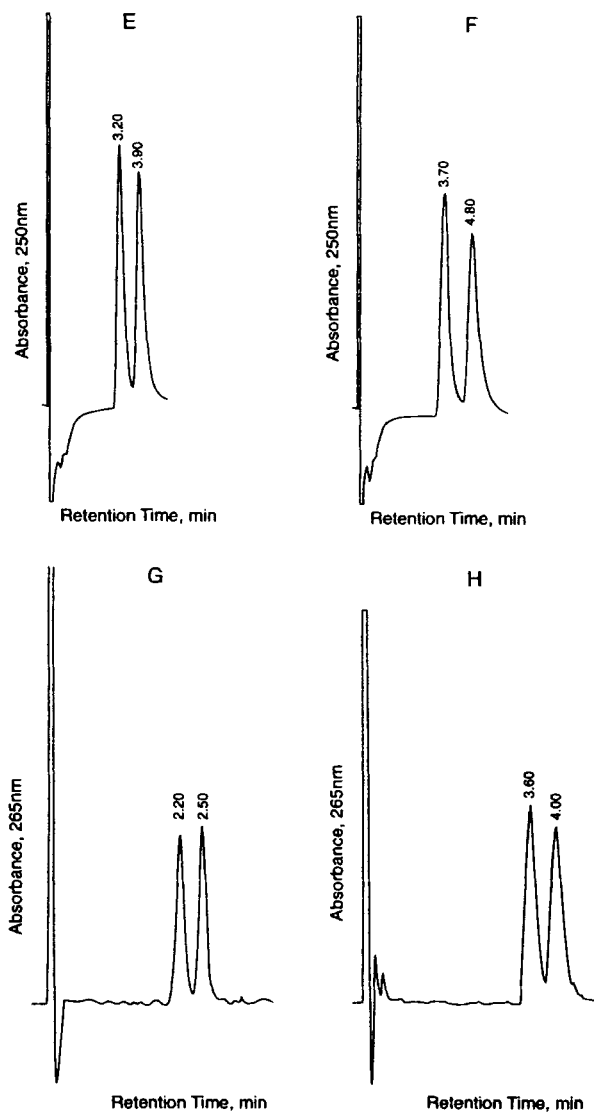 E
3.20
3.90
Absorbance, 250nm
Retention Time, min
F
3.70
4.80
Absorbance, 250nm
Retention Time, min
G
2.20
2.50
Absorbance, 265nm
Retention Time, min
H
3.60
4.00
Absorbance, 265nm
Retention Time, min